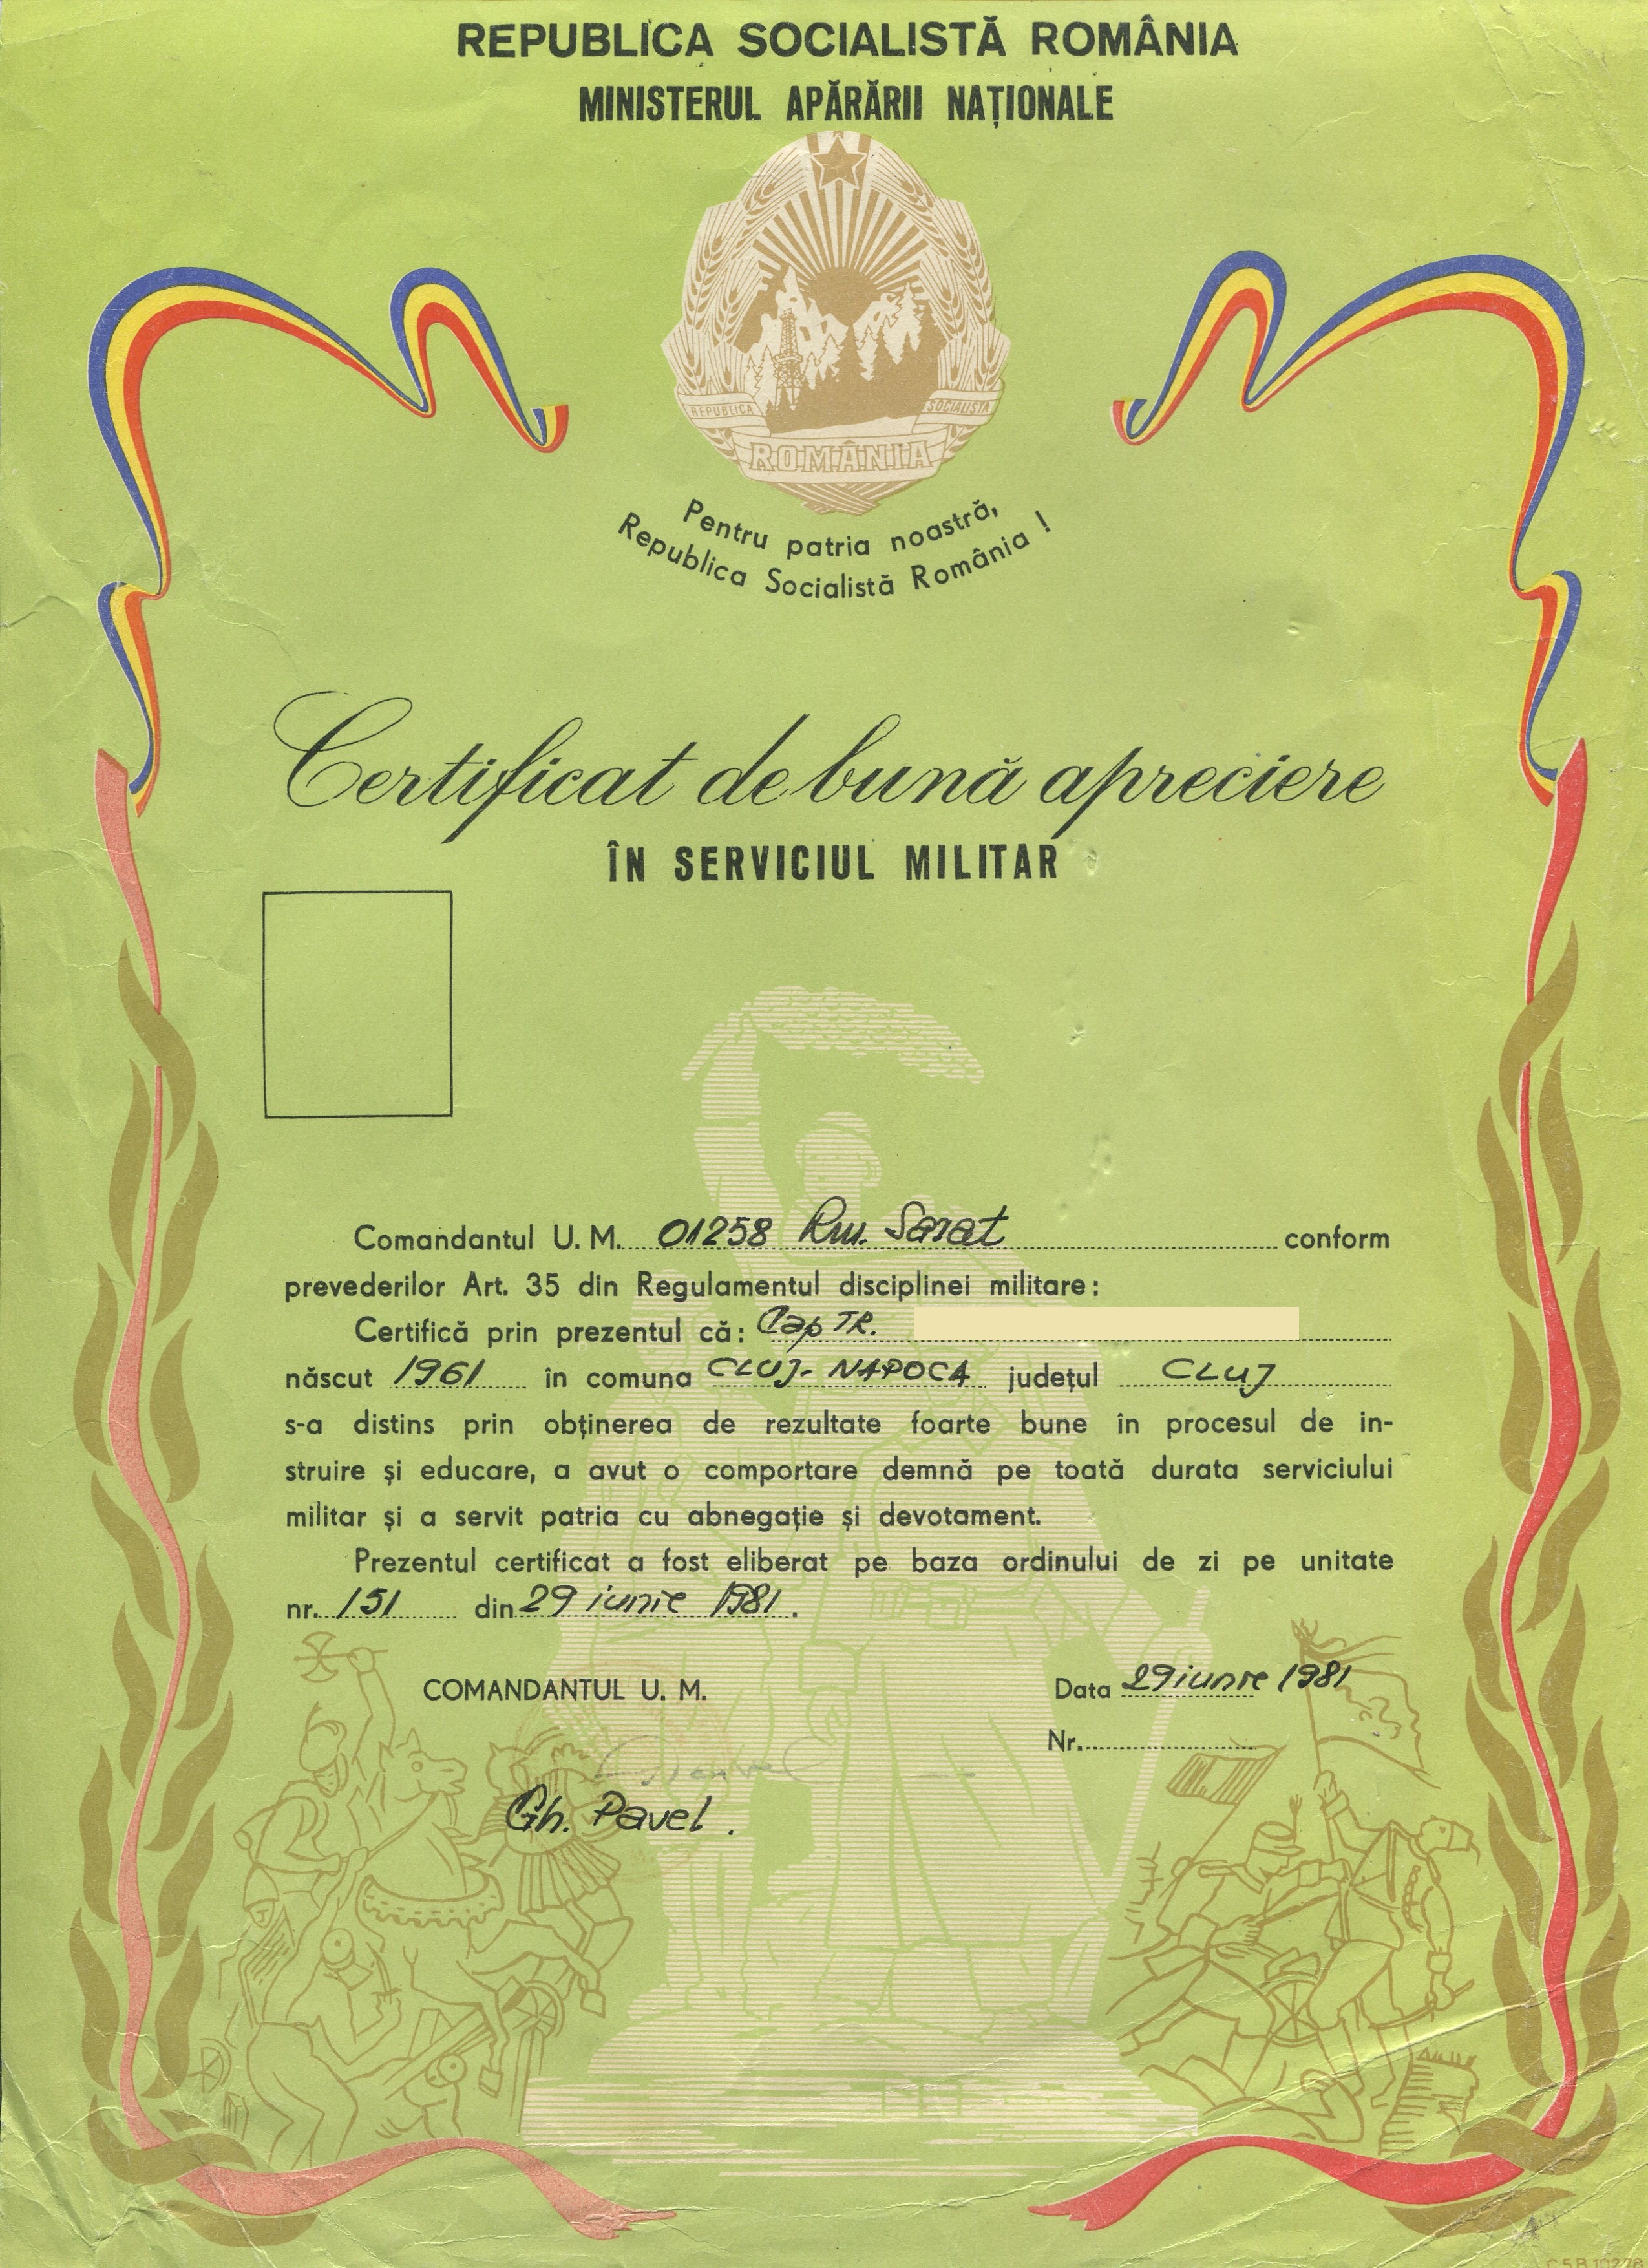 REPUBLICA SOCIALISTĂ ROMÂNIA
MINISTERUL APĂRĂRII NAȚIONALE
REPUBLICA SOCIALISTA
ROMÂNIA
Pentru patria noastră,
Republica Socialistă România !
Certificat de bună apreciere
ÎN SERVICIUL MILITAR
Comandantul U. M. 01258 Rm. Sarat conform
prevederilor Art. 35 din Regulamentul disciplinei militare :
Certifică prin prezentul că : Cap TR.
născut 1961 în comuna CLUJ-NAPOCA județul CLUJ
s-a distins prin obținerea de rezultate foarte bune în procesul de in-
struire și educare, a avut o comportare demnă pe toată durata serviciului
militar și a servit patria cu abnegație și devotament.
Prezentul certificat a fost eliberat pe baza ordinului de zi pe unitate
nr. 151 din 29 iunie 1981.
COMANDANTUL U. M.
Data 29 iunie 1981
Nr.
Gh. Pavel.